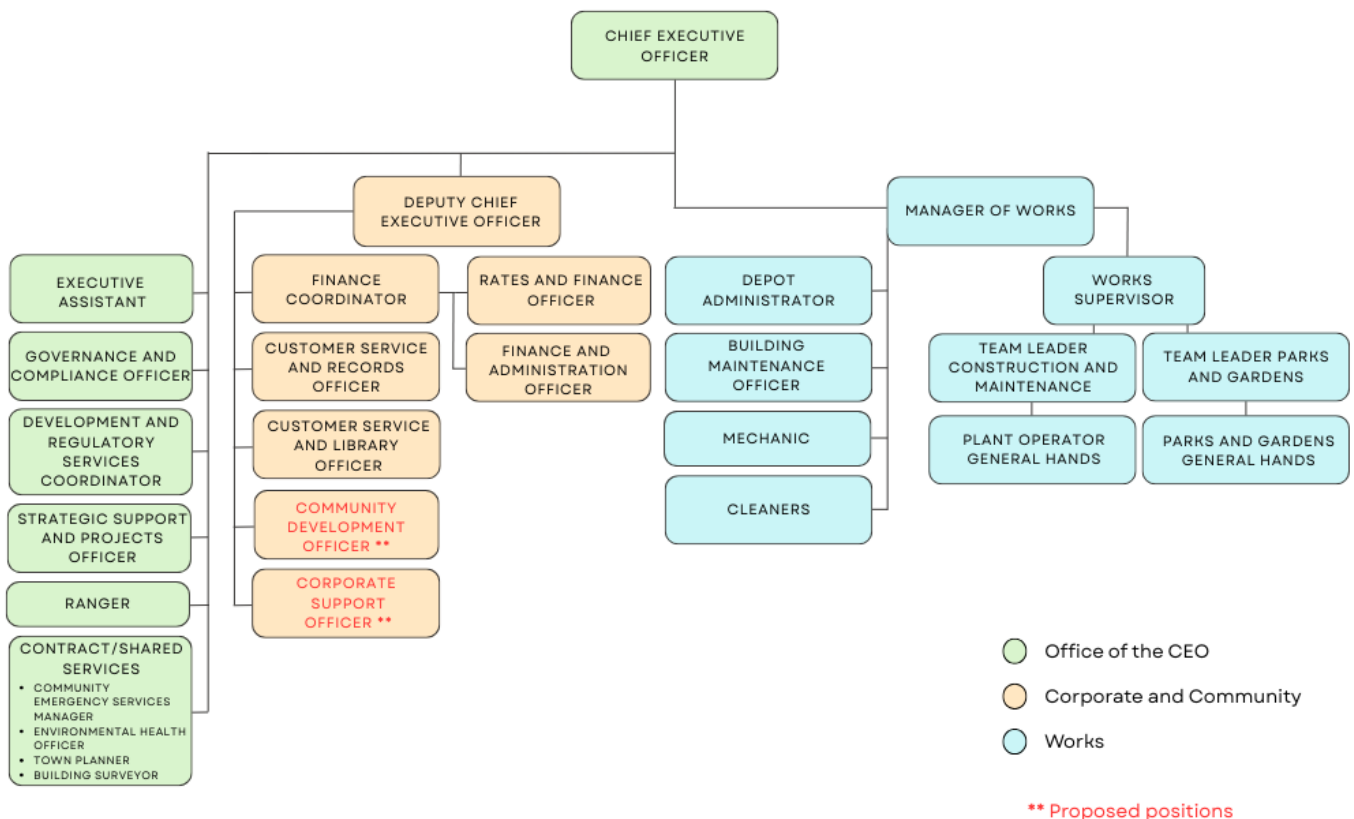 CHIEF EXECUTIVE
OFFICER
DEPUTY CHIEF
EXECUTIVE OFFICER
MANAGER OF WORKS
EXECUTIVE
ASSISTANT
GOVERNANCE AND
COMPLIANCE OFFICER
DEVELOPMENT AND
REGULATORY
SERVICES
COORDINATOR
STRATEGIC SUPPORT
AND PROJECTS
OFFICER
RANGER
CONTRACT/SHARED
SERVICES
• COMMUNITY
EMERGENCY SERVICES
MANAGER
• ENVIRONMENTAL HEALTH
OFFICER
• TOWN PLANNER
• BUILDING SURVEYOR
FINANCE
COORDINATOR
CUSTOMER SERVICE
AND RECORDS
OFFICER
CUSTOMER SERVICE
AND LIBRARY
OFFICER
COMMUNITY
DEVELOPMENT
OFFICER **
CORPORATE
SUPPORT
OFFICER **
RATES AND FINANCE
OFFICER
FINANCE AND
ADMINISTRATION
OFFICER
DEPOT
ADMINISTRATOR
BUILDING
MAINTENANCE
OFFICER
MECHANIC
CLEANERS
WORKS
SUPERVISOR
TEAM LEADER
CONSTRUCTION AND
MAINTENANCE
PLANT OPERATOR
GENERAL HANDS
TEAM LEADER PARKS
AND GARDENS
PARKS AND GARDENS
GENERAL HANDS
Office of the CEO
Corporate and Community
Works
** Proposed positions